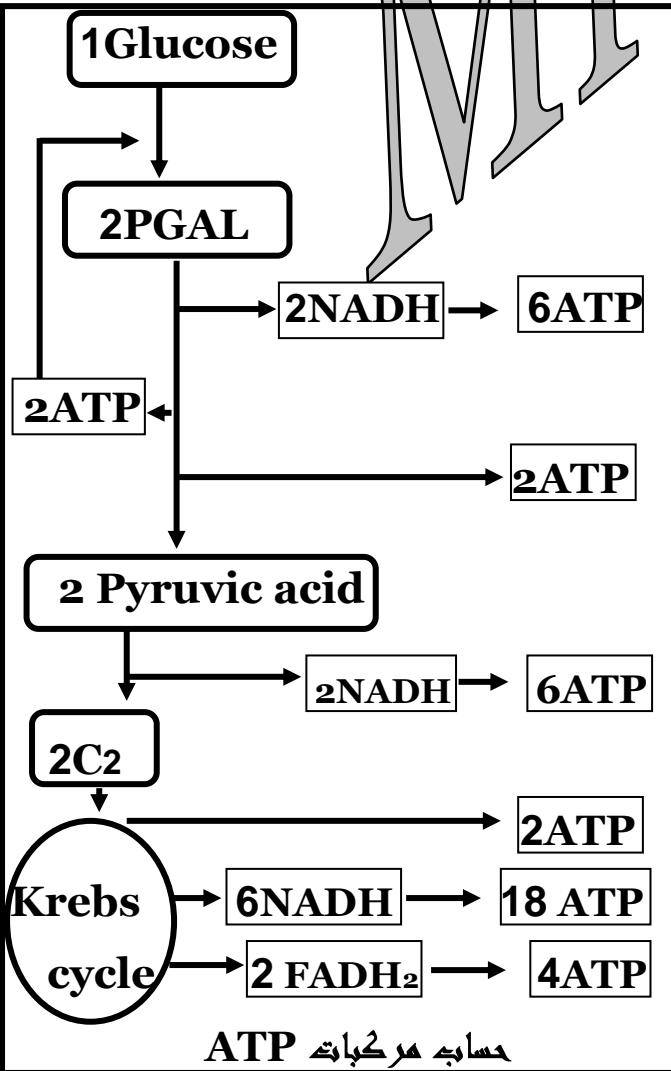 1Glucose
2PGAL
2NADH
6ATP
2ATP
2ATP
2 Pyruvic acid
2NADH
6ATP
2C2
2ATP
Krebs
cycle
6NADH
18 ATP
2 FADH₂
4ATP
حساب مركبات ATP